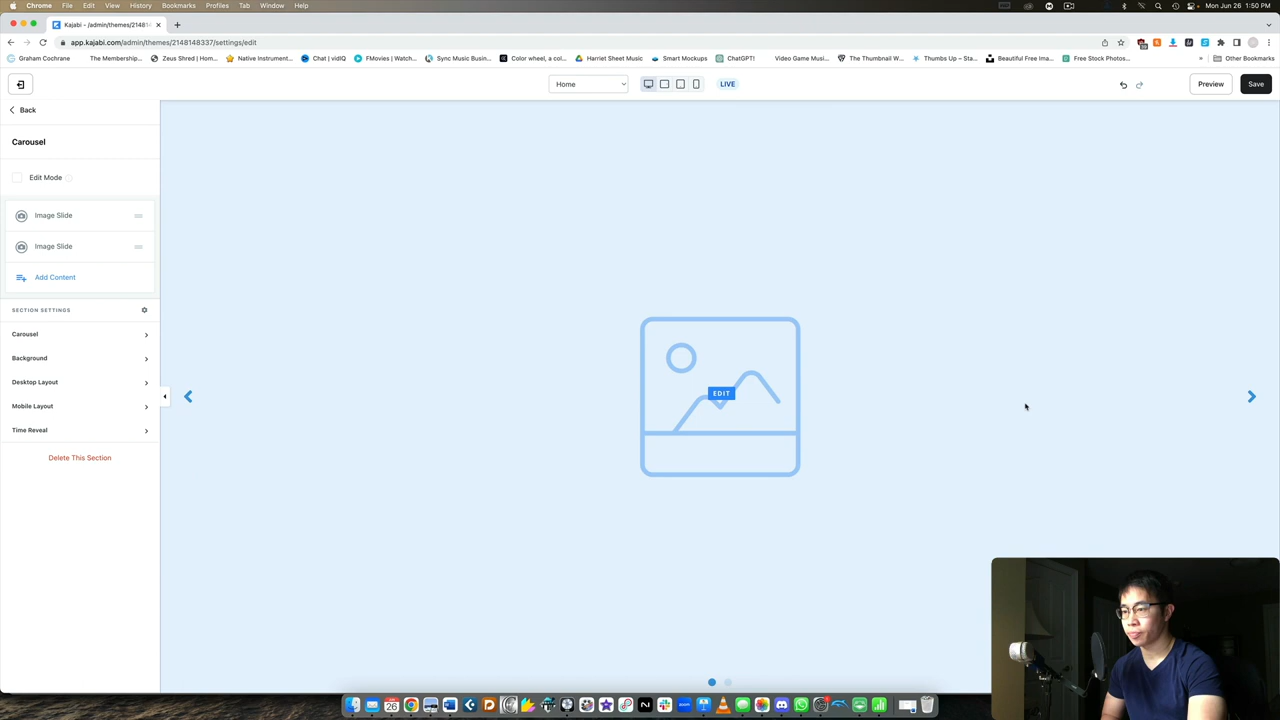 Chrome File Edit View History Bookmarks Profiles Tab Window Help
Mon Jun 26 1:50 PM
Kajabi - /admin/themes/21481
app.kajabi.com/admin/themes/2148148337/settings/edit
Graham Cochrane
The Membership...
Zeus Shred | Hom...
Native Instrument...
Chat | vidIQ
FMovies | Watch...
Sync Music Busin...
Color wheel, a col...
Harriet Sheet Music
Smart Mockups
ChatGPT!
Video Game Musi...
The Thumbnail W...
Thumbs Up – Sta...
Beautiful Free Ima...
Free Stock Photos...
»
Other Bookmarks
Home
LIVE
Preview
Save
Back
Carousel
Edit Mode
Image Slide
Image Slide
Add Content
SECTION SETTINGS
Carousel
Background
Desktop Layout
Mobile Layout
Time Reveal
Delete This Section
EDIT